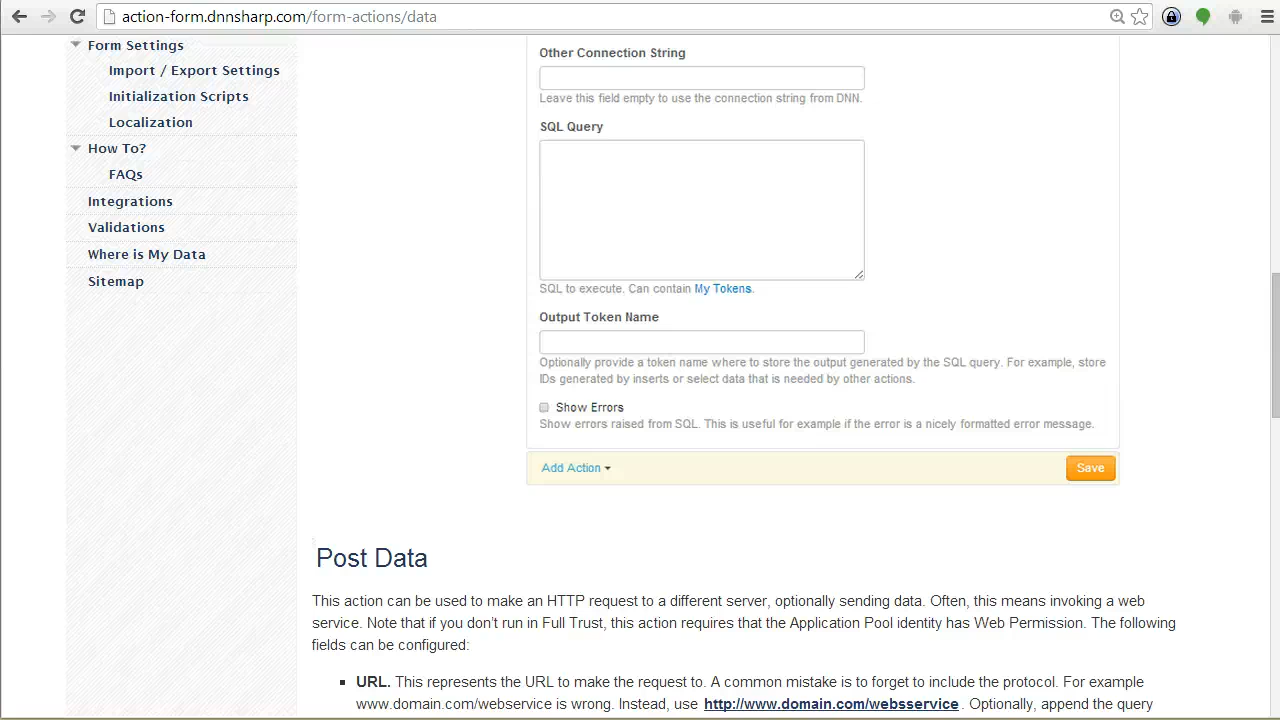 action-form.dnnsharp.com/form-actions/data
Form Settings
Import / Export Settings
Initialization Scripts
Localization
How To?
FAQs
Integrations
Validations
Where is My Data
Sitemap
Other Connection String
Leave this field empty to use the connection string from DNN.
SQL Query
SQL to execute. Can contain My Tokens.
Output Token Name
Optionally provide a token name where to store the output generated by the SQL query. For example, store
IDs generated by inserts or select data that is needed by other actions.
Show Errors
Show errors raised from SQL. This is useful for example if the error is a nicely formatted error message.
Add Action
Save
Post Data
This action can be used to make an HTTP request to a different server, optionally sending data. Often, this means invoking a web
service. Note that if you don't run in Full Trust, this action requires that the Application Pool identity has Web Permission. The following
fields can be configured:
URL. This represents the URL to make the request to. A common mistake is to forget to include the protocol. For example
www.domain.com/webservice is wrong. Instead, use http://www.domain.com/websservice. Optionally, append the query